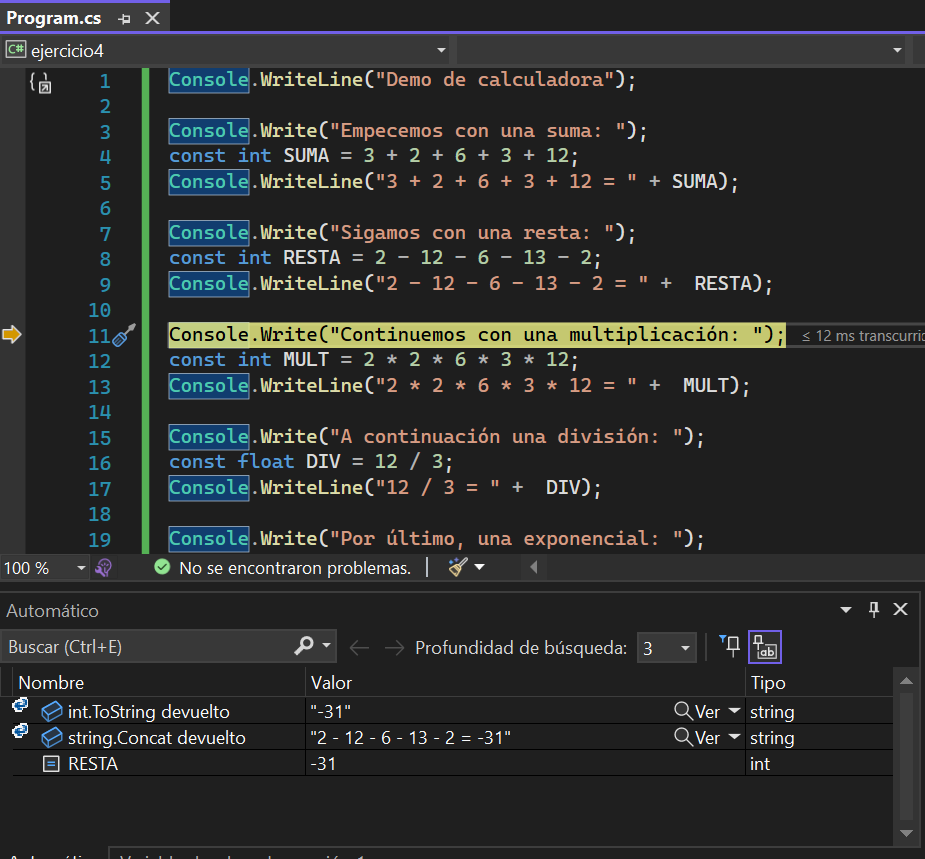 Program.cs
C# ejercicio4
1 Console.WriteLine("Demo de calculadora");
2
3 Console.Write("Empecemos con una suma: ");
4 const int SUMA = 3 + 2 + 6 + 3 + 12;
5 Console.WriteLine("3 + 2 + 6 + 3 + 12 = " + SUMA);
6
7 Console.Write("Sigamos con una resta: ");
8 const int RESTA = 2 - 12 - 6 - 13 - 2;
9 Console.WriteLine("2 - 12 - 6 - 13 - 2 = " +  RESTA);
10
11 Console.Write("Continuemos con una multiplicación: "); ≤ 12 ms transcurrid
12 const int MULT = 2 * 2 * 6 * 3 * 12;
13 Console.WriteLine("2 * 2 * 6 * 3 * 12 = " +  MULT);
14
15 Console.Write("A continuación una división: ");
16 const float DIV = 12 / 3;
17 Console.WriteLine("12 / 3 = " +  DIV);
18
19 Console.Write("Por último, una exponencial: ");
100 % No se encontraron problemas.
Automático
Buscar (Ctrl+E) Profundidad de búsqueda: 3
Nombre Valor Tipo
int.ToString devuelto "-31" Ver string
string.Concat devuelto "2 - 12 - 6 - 13 - 2 = -31" Ver string
RESTA -31 int